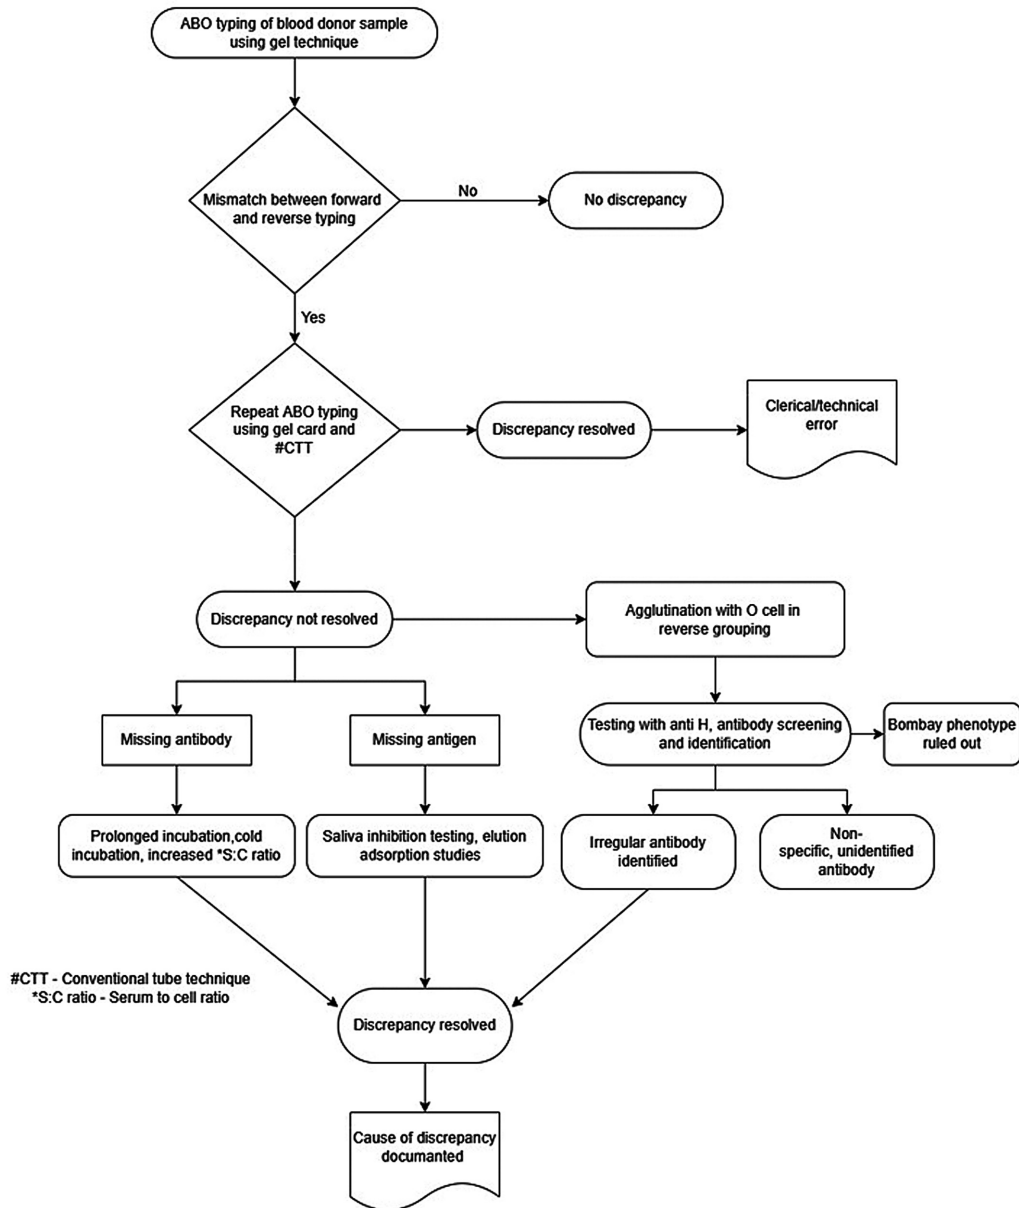 ABO typing of blood donor sample
using gel technique
Mismatch between forward
and reverse typing
No
No discrepancy
Yes
Repeat ABO typing
using gel card and
#CTT
Discrepancy resolved
Clerical/technical
error
Discrepancy not resolved
Agglutination with O cell in
reverse grouping
Missing antibody
Missing antigen
Testing with anti H, antibody screening
and identification
Bombay phenotype
ruled out
Prolonged incubation,cold
incubation, increased *S:C ratio
Saliva inhibition testing, elution
adsorption studies
Irregular antibody
identified
Non-
specific, unidentified
antibody
#CTT - Conventional tube technique
*S:C ratio - Serum to cell ratio
Discrepancy resolved
Cause of discrepancy
documanted